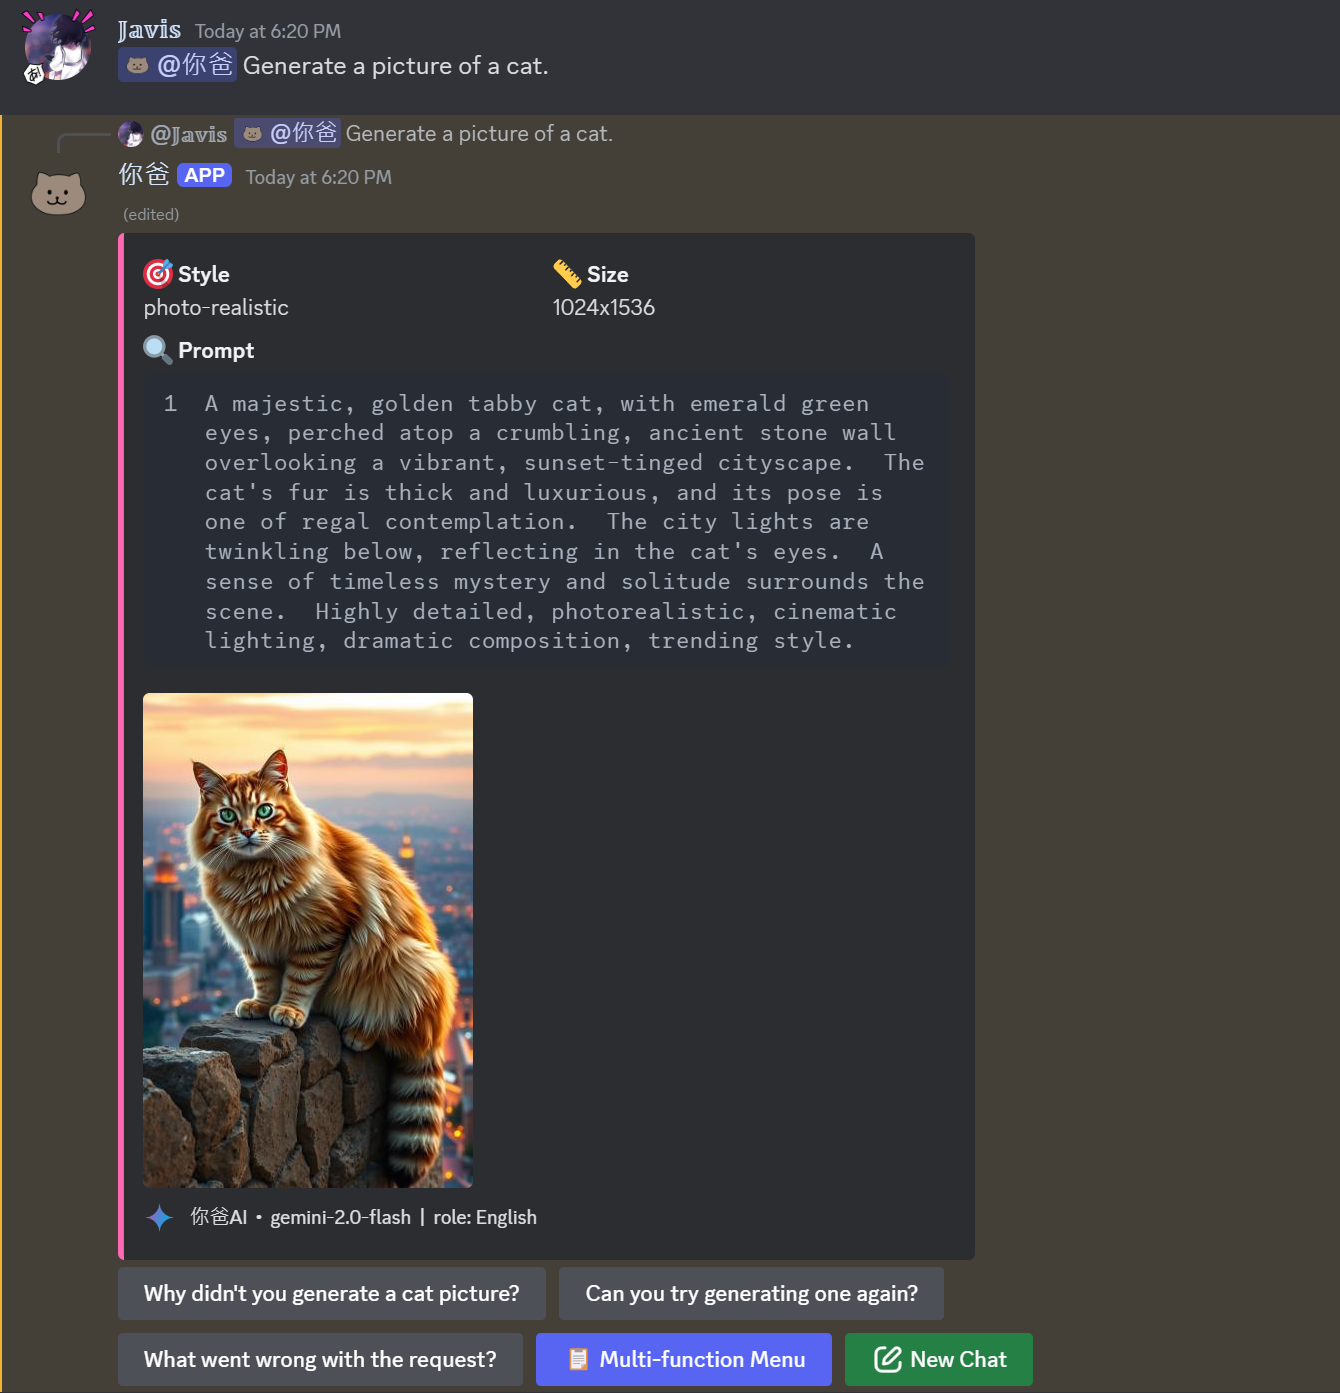 Javis Today at 6:20 PM
@你爸 Generate a picture of a cat.
@Javis @你爸 Generate a picture of a cat.
你爸 APP Today at 6:20 PM
(edited)
Style Size
photo-realistic 1024x1536
Prompt
1 A majestic, golden tabby cat, with emerald green
eyes, perched atop a crumbling, ancient stone wall
overlooking a vibrant, sunset-tinged cityscape.  The
cat's fur is thick and luxurious, and its pose is
one of regal contemplation.  The city lights are
twinkling below, reflecting in the cat's eyes.  A
sense of timeless mystery and solitude surrounds the
scene.  Highly detailed, photorealistic, cinematic
lighting, dramatic composition, trending style.
你爸AI • gemini-2.0-flash | role: English
Why didn't you generate a cat picture? Can you try generating one again?
What went wrong with the request? Multi-function Menu New Chat